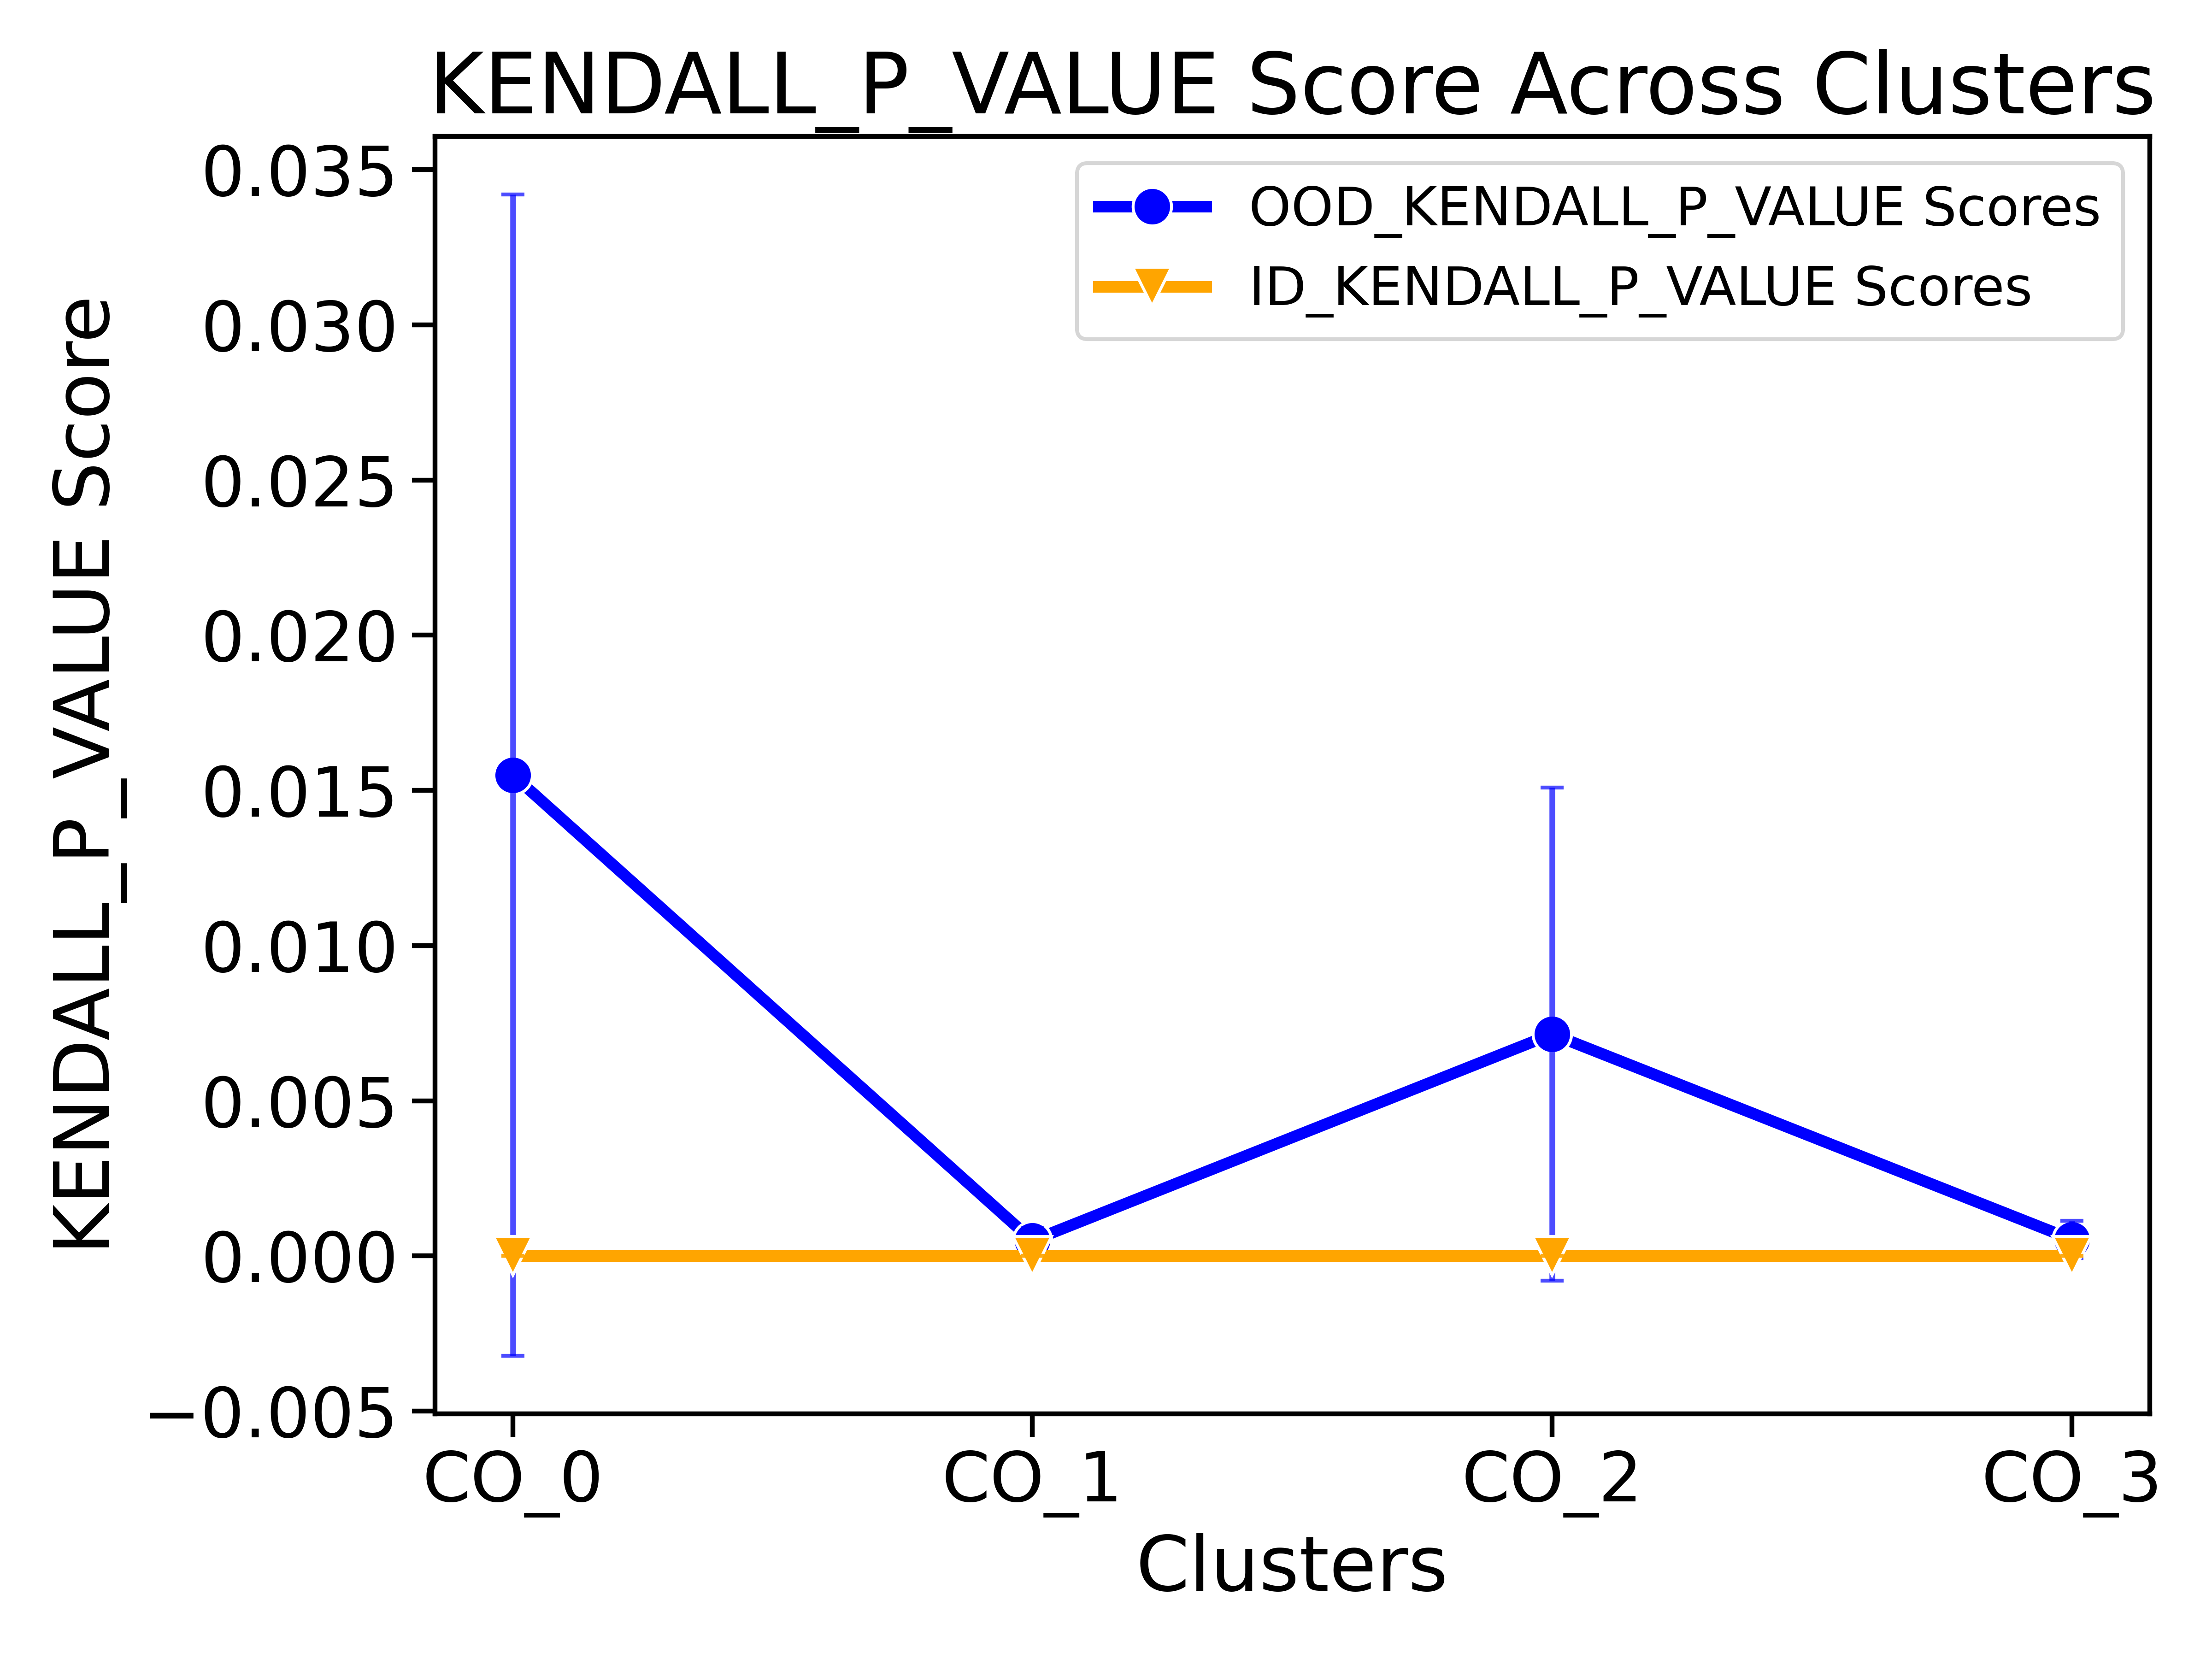 KENDALL_P_VALUE Score Across Clusters
OOD_KENDALL_P_VALUE Scores
ID_KENDALL_P_VALUE Scores
KENDALL_P_VALUE Score
0.035
0.030
0.025
0.020
0.015
0.010
0.005
0.000
−0.005
CO_0 CO_1 CO_2 CO_3
Clusters